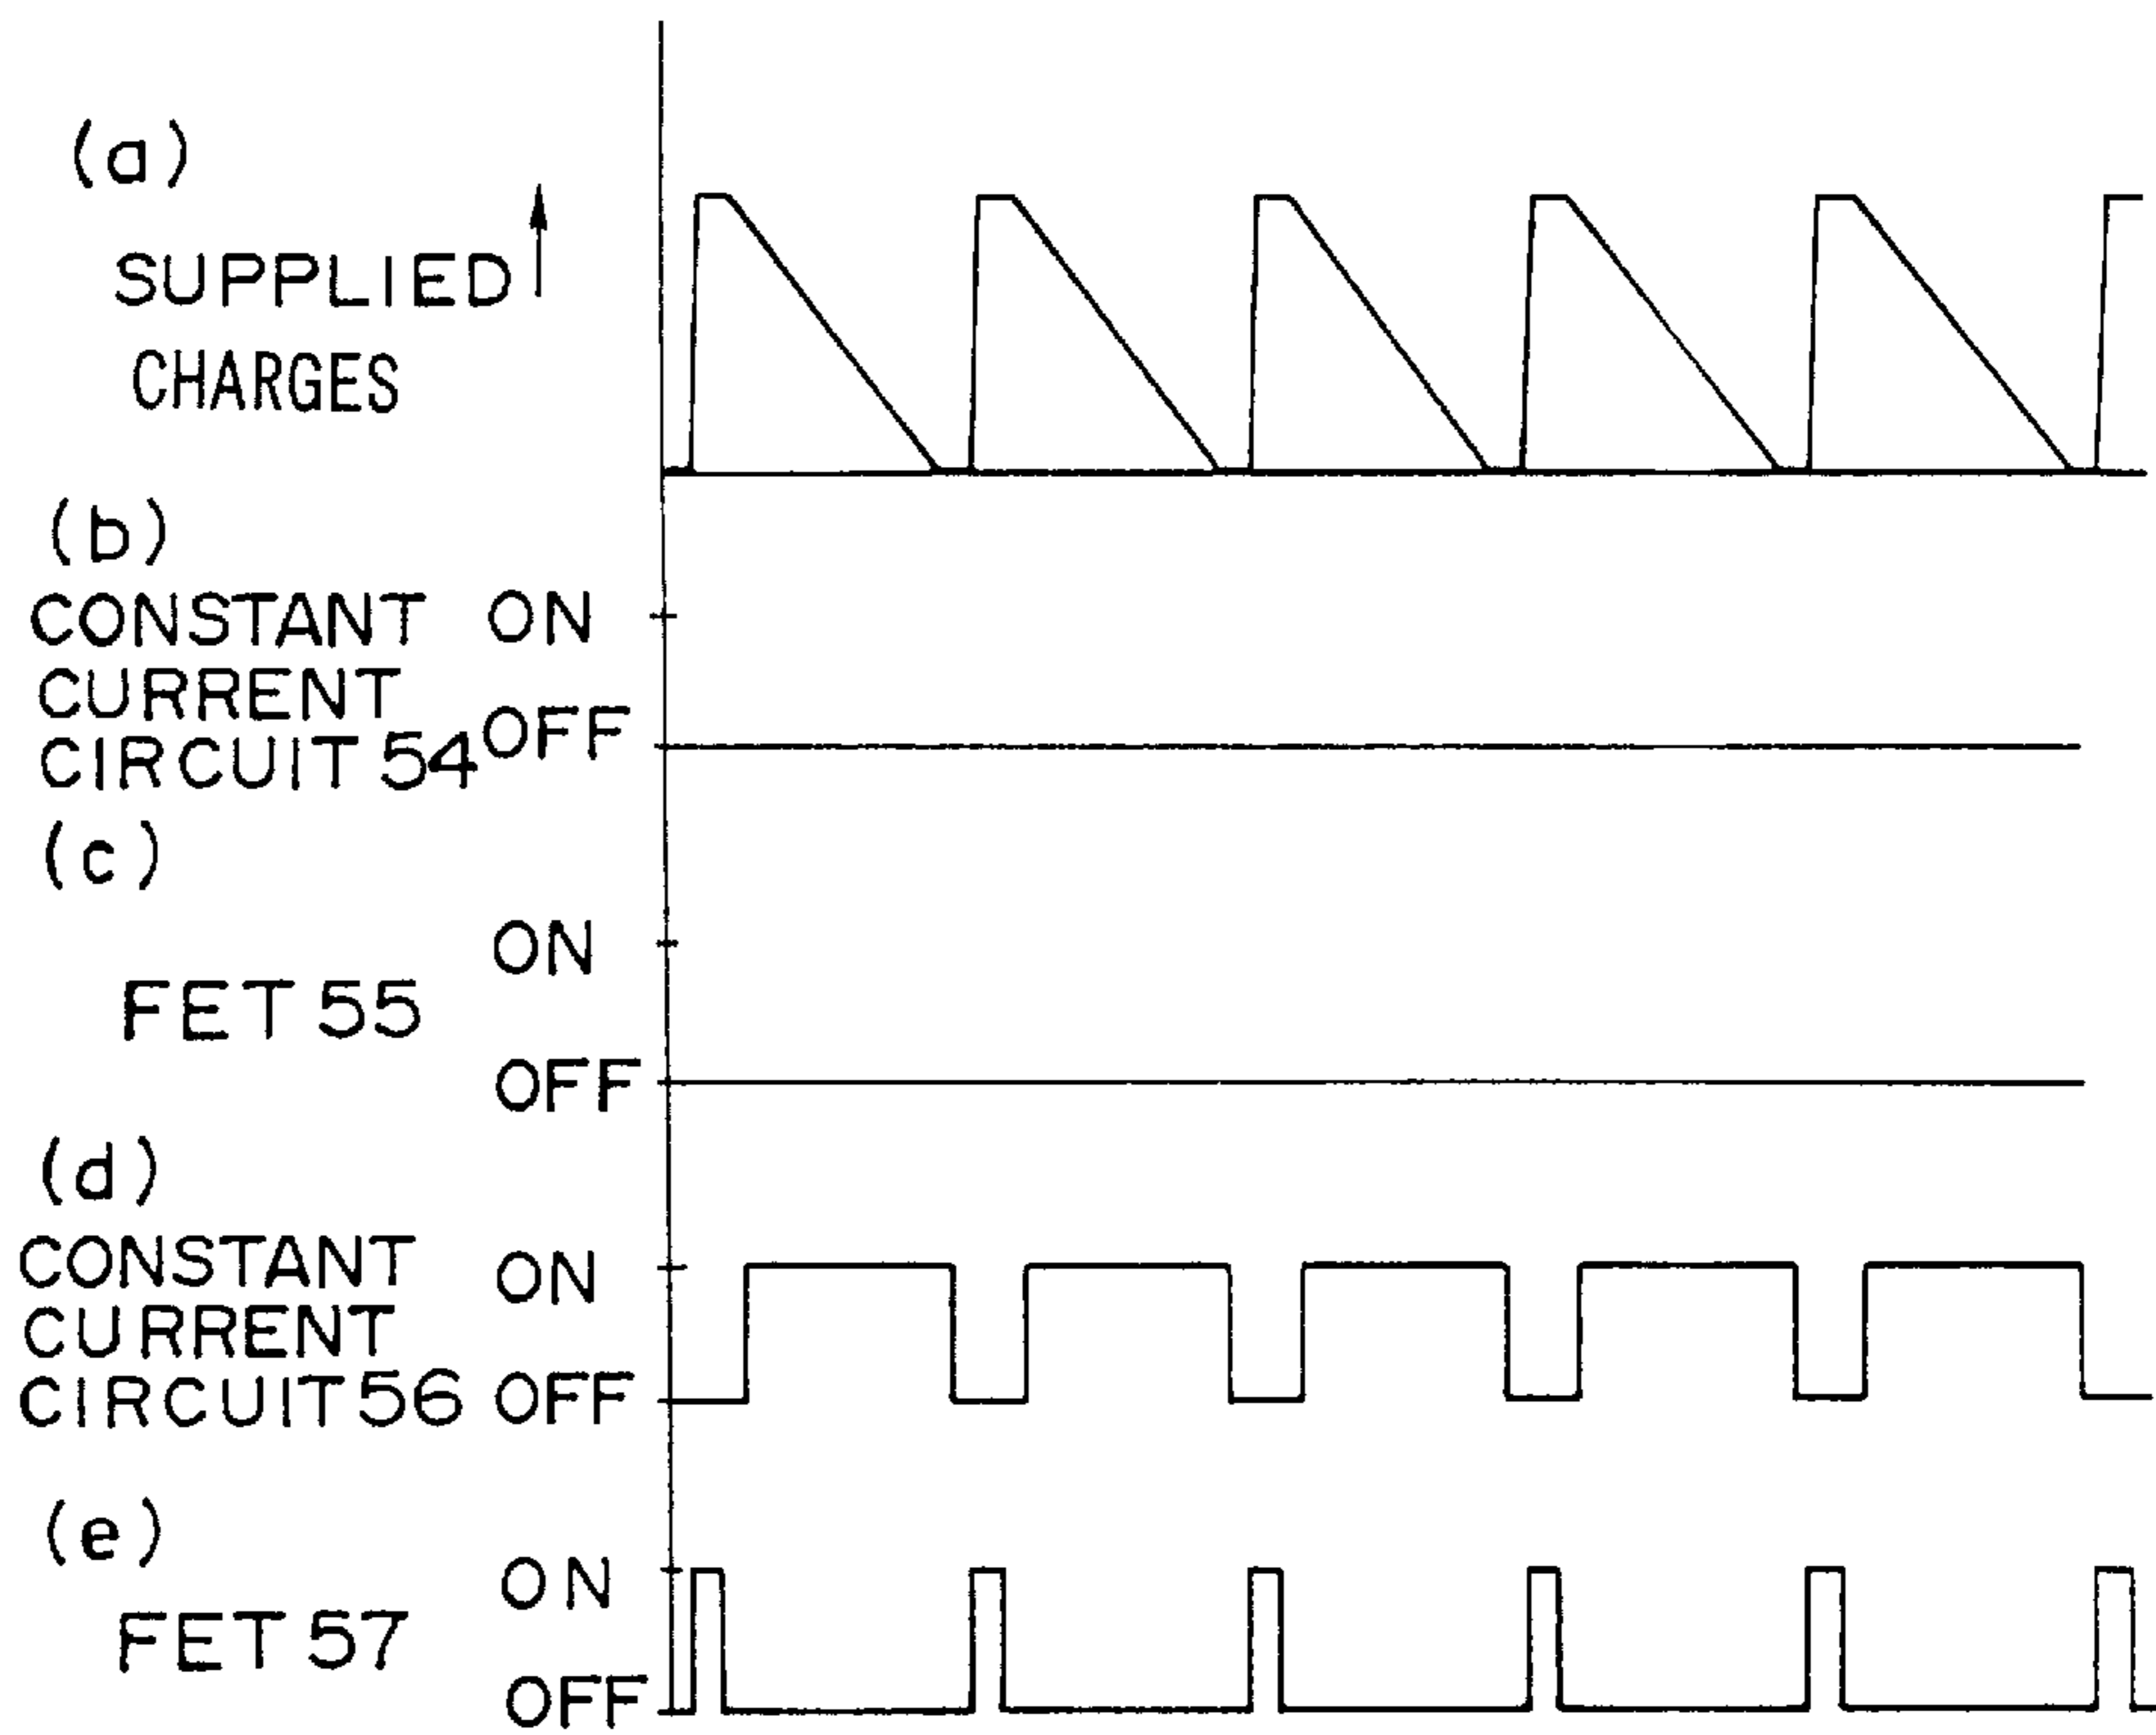 (a)
SUPPLIED
CHARGES
(b)
CONSTANT ON
CURRENT
CIRCUIT 54 OFF
(c)
ON
FET 55
OFF
(d)
CONSTANT ON
CURRENT
CIRCUIT 56 OFF
(e)
ON
FET 57
OFF